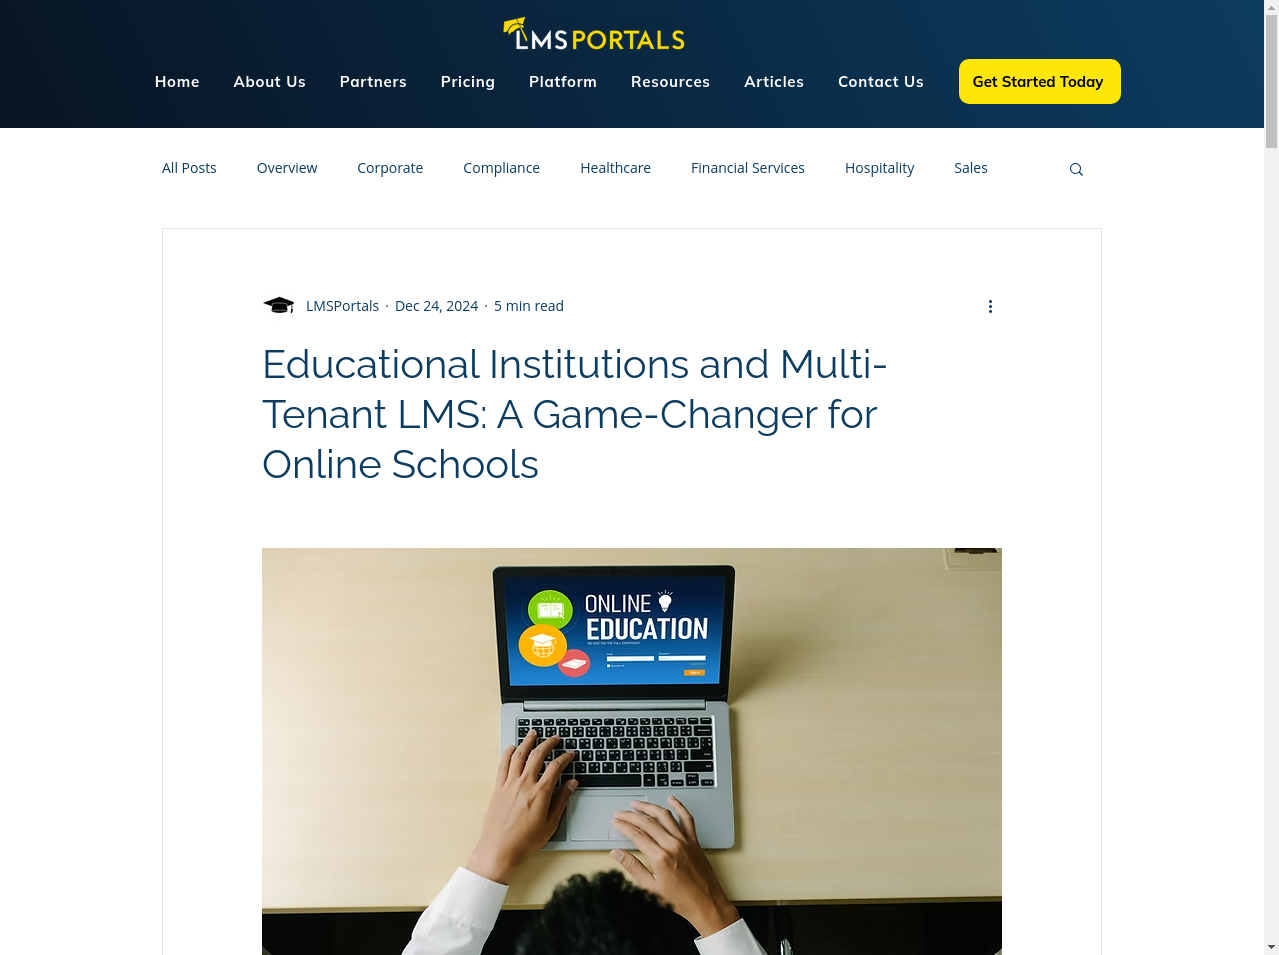 LMSPORTALS
Home About Us Partners Pricing Platform Resources Articles Contact Us Get Started Today
All Posts Overview Corporate Compliance Healthcare Financial Services Hospitality Sales
LMSPortals · Dec 24, 2024 · 5 min read
Educational Institutions and Multi-
Tenant LMS: A Game-Changer for
Online Schools
ONLINE
EDUCATION